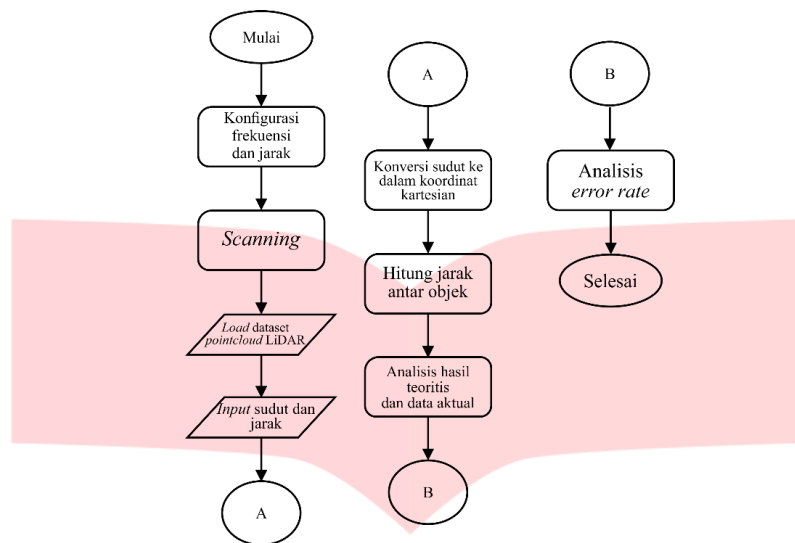 Mulai
Konfigurasi
frekuensi
dan jarak
Scanning
Load dataset
pointcloud LiDAR
Input sudut dan
jarak
A
A
Konversi sudut ke
dalam koordinat
kartesian
Hitung jarak
antar objek
Analisis hasil
teoritis
dan data aktual
B
B
Analisis
error rate
Selesai